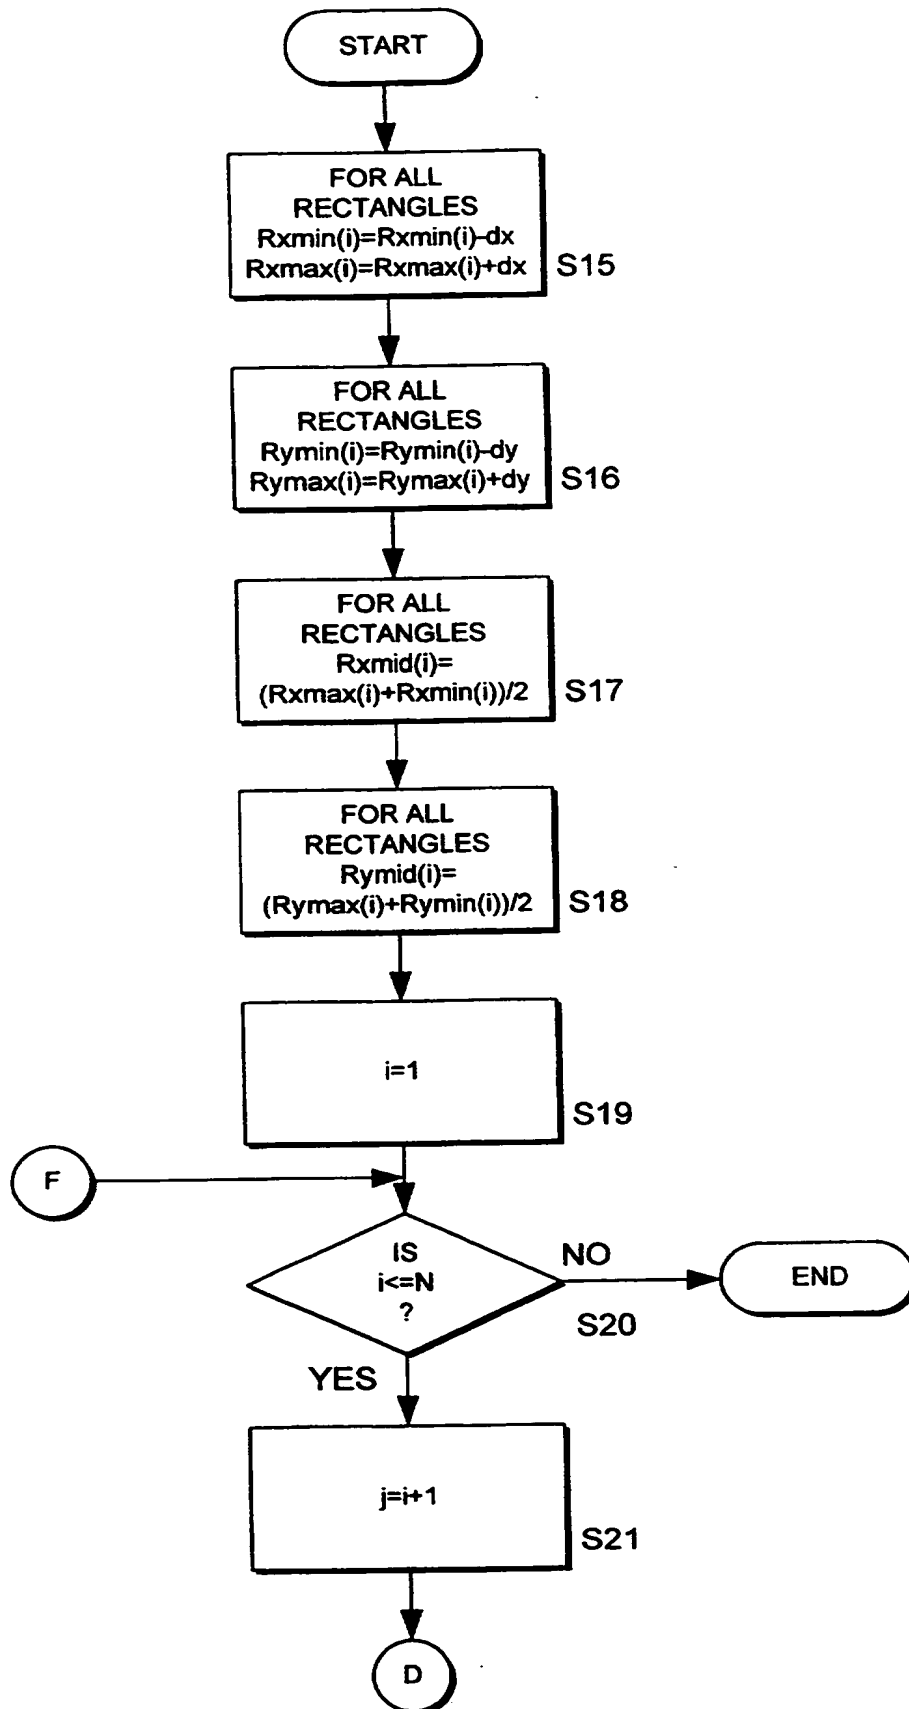 START
FOR ALL
RECTANGLES
Rxmin(i)=Rxmin(i)-dx
Rxmax(i)=Rxmax(i)+dx
S15
FOR ALL
RECTANGLES
Rymin(i)=Rymin(i)-dy
Rymax(i)=Rymax(i)+dy
S16
FOR ALL
RECTANGLES
Rxmid(i)=
(Rxmax(i)+Rxmin(i))/2
S17
FOR ALL
RECTANGLES
Rymid(i)=
(Rymax(i)+Rymin(i))/2
S18
i=1
S19
F
IS
i<=N
?
NO
S20
END
YES
j=i+1
S21
D